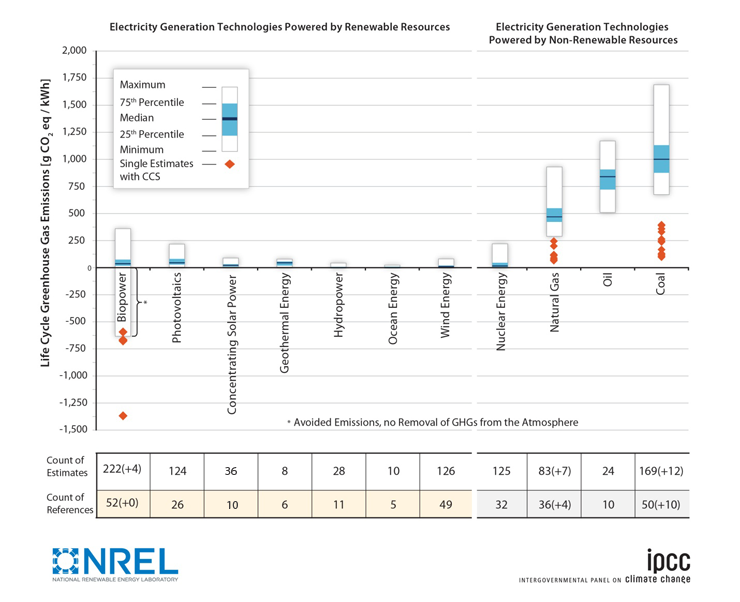 Electricity Generation Technologies Powered by Renewable Resources
Electricity Generation Technologies
Powered by Non-Renewable Resources
Life Cycle Greenhouse Gas Emissions [g CO2 eq / kWh]
2,000
1,750
1,500
1,250
1,000
750
500
250
0
-250
-500
-750
-1,000
-1,250
-1,500
Maximum
75th Percentile
Median
25th Percentile
Minimum
Single Estimates
with CCS
Biopower
*
Photovoltaics
Concentrating Solar Power
Geothermal Energy
Hydropower
Ocean Energy
Wind Energy
Nuclear Energy
Natural Gas
Oil
Coal
* Avoided Emissions, no Removal of GHGs from the Atmosphere
Count of
Estimates
222(+4) 124 36 8 28 10 126 125 83(+7) 24 169(+12)
Count of
References
52(+0) 26 10 6 11 5 49 32 36(+4) 10 50(+10)
NREL
NATIONAL RENEWABLE ENERGY LABORATORY
ipcc
INTERGOVERNMENTAL PANEL ON climate change